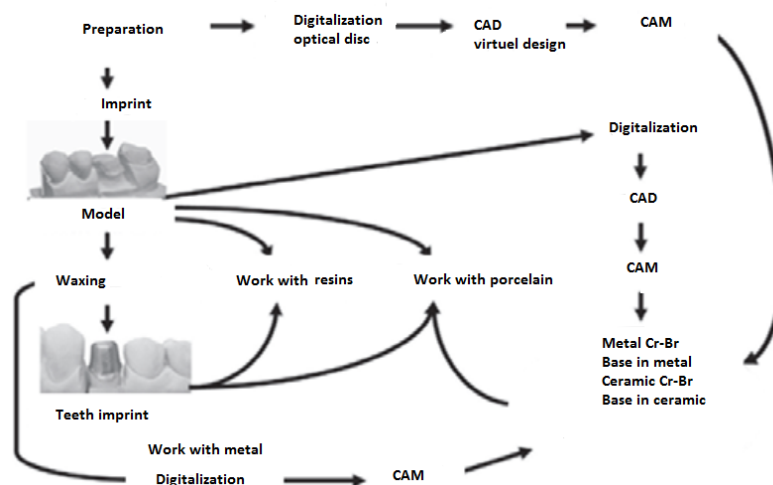 Preparation
Digitalization
optical disc
CAD
virtuel design
CAM
Imprint
Digitalization
Model
CAD
Waxing
Work with resins
Work with porcelain
CAM
Metal Cr-Br
Base in metal
Ceramic Cr-Br
Base in ceramic
Teeth imprint
Work with metal
Digitalization
CAM